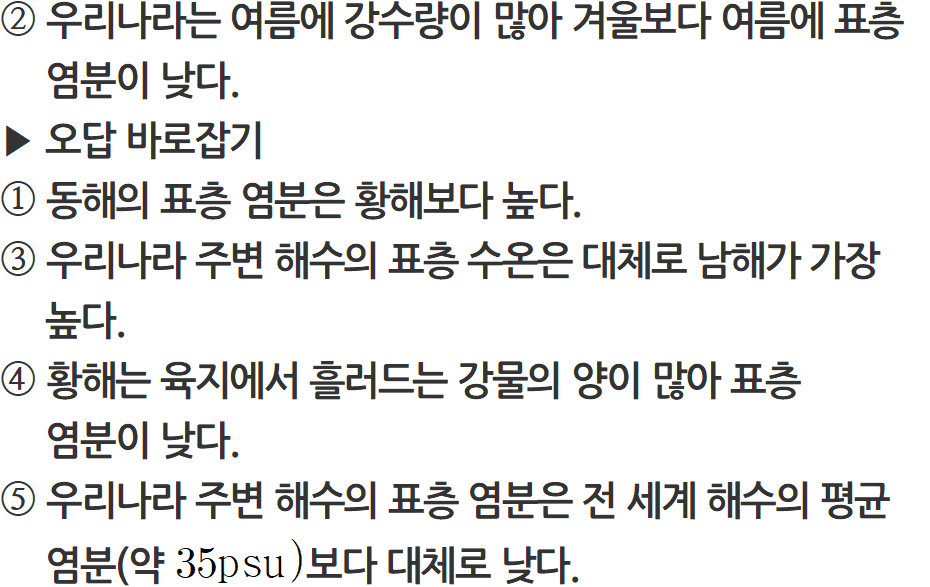 ② 우리나라는 여름에 강수량이 많아 겨울보다 여름에 표층
염분이 낮다.
▶ 오답 바로잡기
① 동해의 표층 염분은 황해보다 높다.
③ 우리나라 주변 해수의 표층 수온은 대체로 남해가 가장
높다.
④ 황해는 육지에서 흘러드는 강물의 양이 많아 표층
염분이 낮다.
⑤ 우리나라 주변 해수의 표층 염분은 전 세계 해수의 평균
염분(약 35psu)보다 대체로 낮다.